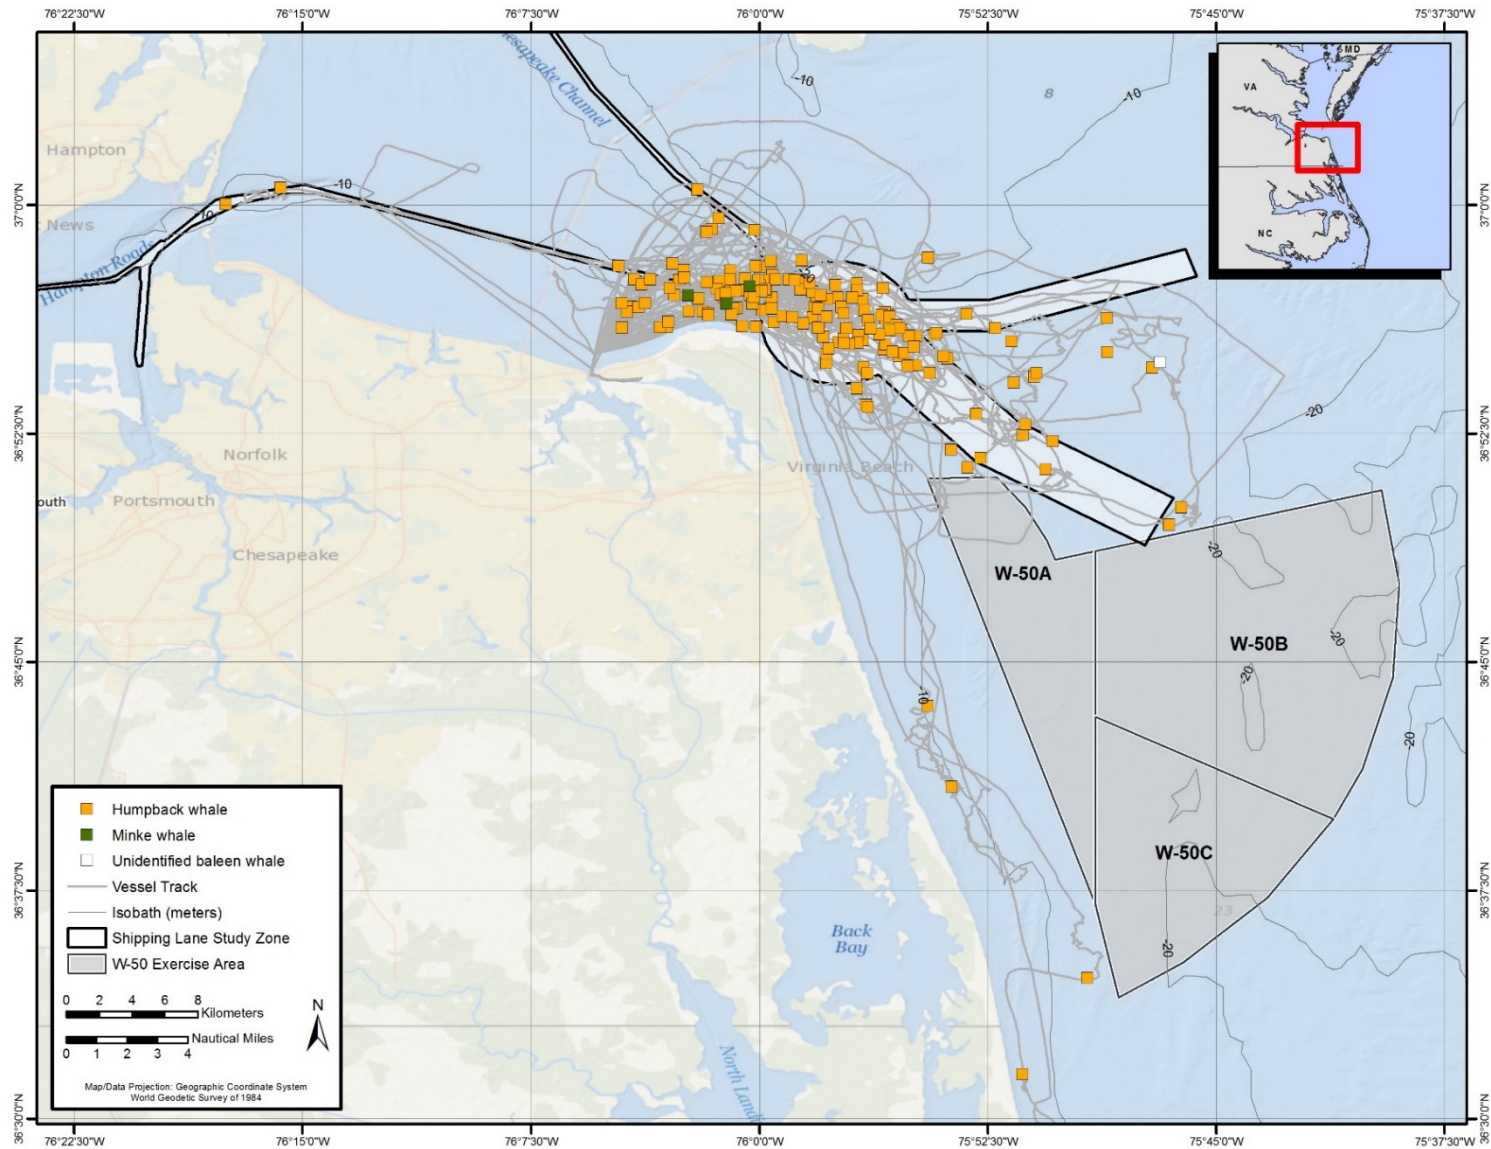 76°22'30"W 76°15'0"W 76°7'30"W 76°0'0"W 75°52'30"W 75°45'0"W 75°37'30"W
MD
VA
NC
esapeake Channel
-10
8
-10
Hampton
-10
37°0'0"N
37°0'0"N
-10
News
Hampton Roads
-20
-20
36°52'30"N
36°52'30"N
Norfolk
Virginia Beach
outh
Portsmouth
Chesapeake
-20
W-50A
W-50B
-20
36°45'0"N
36°45'0"N
-20
-10
-20
Humpback whale
Minke whale
Unidentified baleen whale
Vessel Track
Isobath (meters)
Shipping Lane Study Zone
W-50 Exercise Area
0 2 4 6 8
Kilometers
Nautical Miles
0 1 2 3 4
N
Map/Data Projection: Geographic Coordinate System
World Geodetic Survey of 1984
W-50C
36°37'30"N
36°37'30"N
23
Back
Bay
-20
North Landi
36°30'0"N
36°30'0"N
76°22'30"W 76°15'0"W 76°7'30"W 76°0'0"W 75°52'30"W 75°45'0"W 75°37'30"W